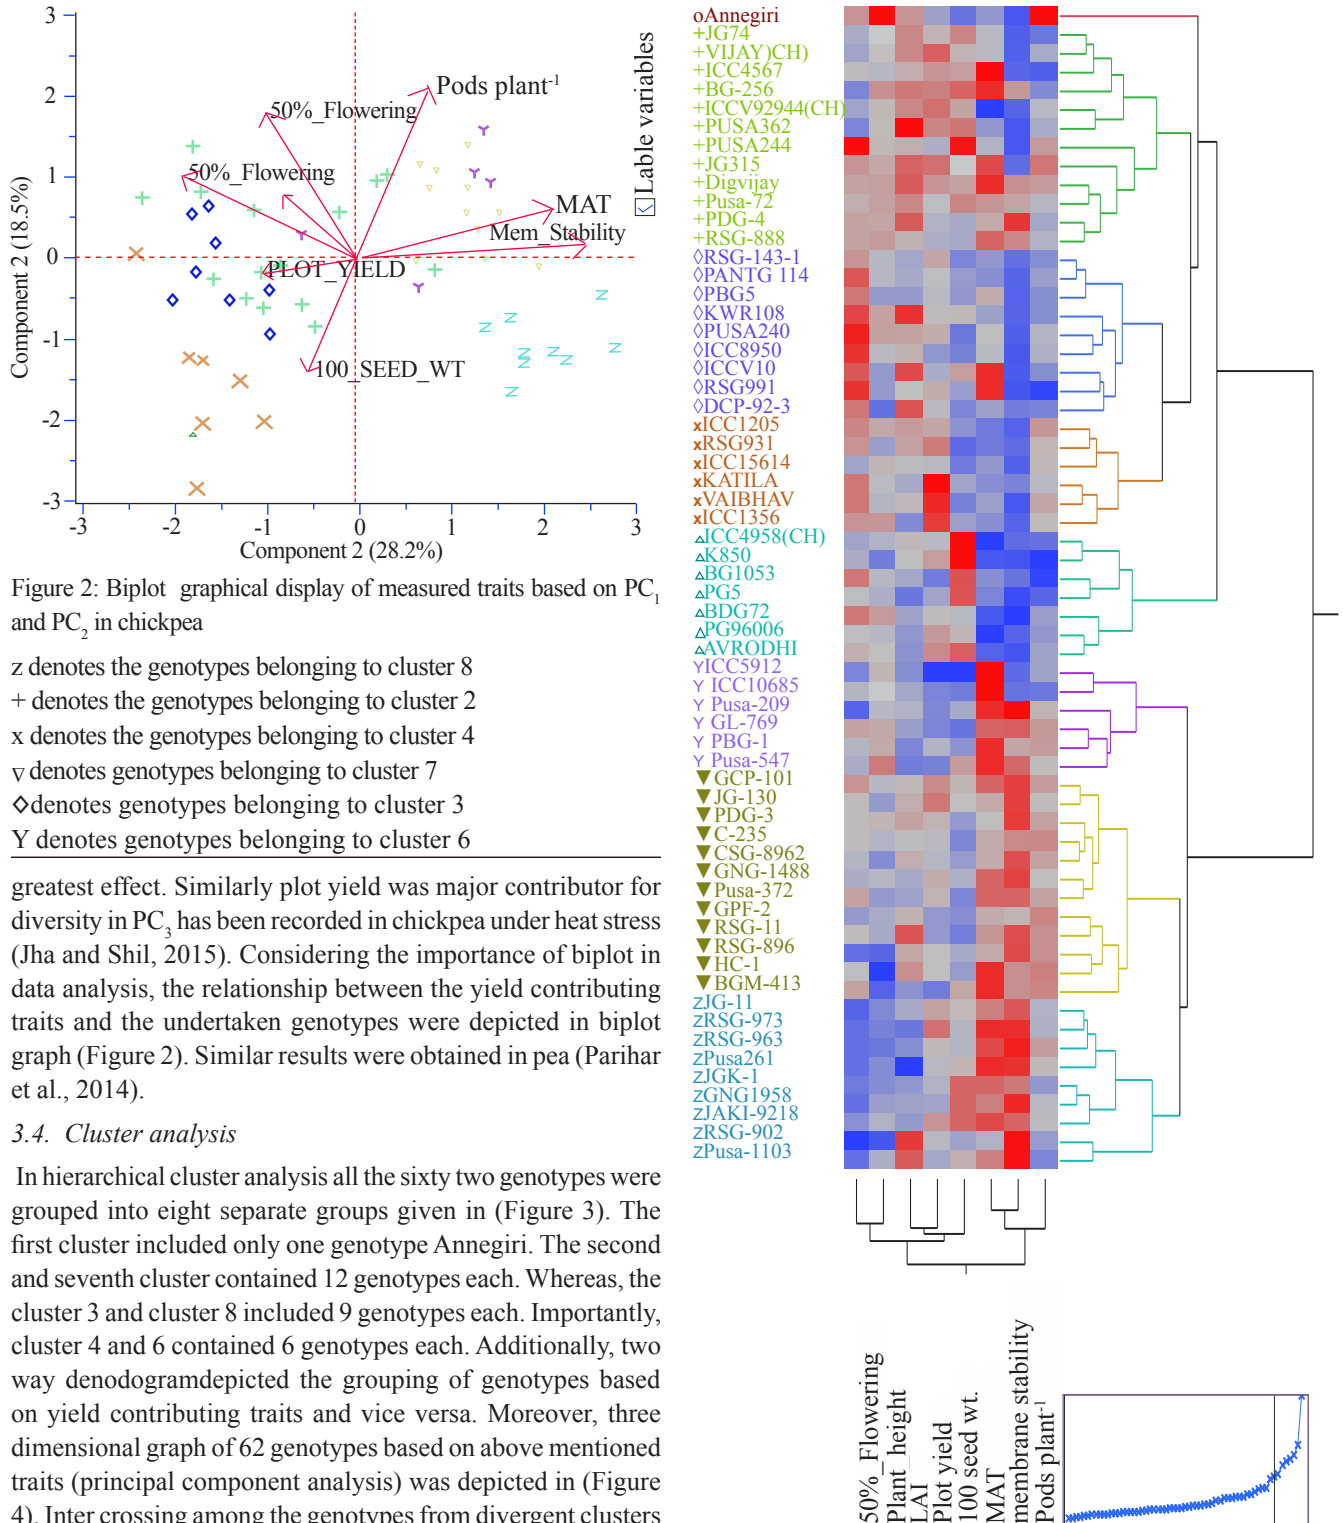 3
2
1
0
-1
-2
-3
Component 2 (18.5%)
Pods plant-1
50%_Flowering
50%_Flowering
MAT
Mem_Stability
PLOT_YIELD
100_SEED_WT
Lable variables
-3 -2 -1 0 1 2 3
Component 2 (28.2%)
Figure 2: Biplot graphical display of measured traits based on PC1
and PC2 in chickpea
z denotes the genotypes belonging to cluster 8
+ denotes the genotypes belonging to cluster 2
x denotes the genotypes belonging to cluster 4
▽ denotes genotypes belonging to cluster 7
◇denotes genotypes belonging to cluster 3
Y denotes genotypes belonging to cluster 6
greatest effect. Similarly plot yield was major contributor for
diversity in PC3 has been recorded in chickpea under heat stress
(Jha and Shil, 2015). Considering the importance of biplot in
data analysis, the relationship between the yield contributing
traits and the undertaken genotypes were depicted in biplot
graph (Figure 2). Similar results were obtained in pea (Parihar
et al., 2014).
3.4. Cluster analysis
In hierarchical cluster analysis all the sixty two genotypes were
grouped into eight separate groups given in (Figure 3). The
first cluster included only one genotype Annegiri. The second
and seventh cluster contained 12 genotypes each. Whereas, the
cluster 3 and cluster 8 included 9 genotypes each. Importantly,
cluster 4 and 6 contained 6 genotypes each. Additionally, two
way denodogramdepicted the grouping of genotypes based
on yield contributing traits and vice versa. Moreover, three
dimensional graph of 62 genotypes based on above mentioned
traits (principal component analysis) was depicted in (Figure
4). Inter crossing among the genotypes from divergent clusters
oAnnegiri
+JG74
+VIJAY)CH)
+ICC4567
+BG-256
+ICCV92944(CH)
+PUSA362
+PUSA244
+JG315
+Digvijay
+Pusa-72
+PDG-4
+RSG-888
◊RSG-143-1
◊PANTG 114
◊PBG5
◊KWR108
◊PUSA240
◊ICC8950
◊ICCV10
◊RSG991
◊DCP-92-3
xICC1205
xRSG931
xICC15614
xKATILA
xVAIBHAV
xICC1356
△ICC4958(CH)
△K850
△BG1053
△PG5
△BDG72
△PG96006
△AVRODHI
YICC5912
Y ICC10685
Y Pusa-209
Y GL-769
Y PBG-1
Y Pusa-547
▼GCP-101
▼JG-130
▼PDG-3
▼C-235
▼CSG-8962
▼GNG-1488
▼Pusa-372
▼GPF-2
▼RSG-11
▼RSG-896
▼HC-1
▼BGM-413
zJG-11
zRSG-973
zRSG-963
zPusa261
zJGK-1
zGNG1958
zJAKI-9218
zRSG-902
zPusa-1103
50%_Flowering
Plant_height
LAI
Plot yield
100 seed wt.
MAT
membrane stability
Pods plant-1